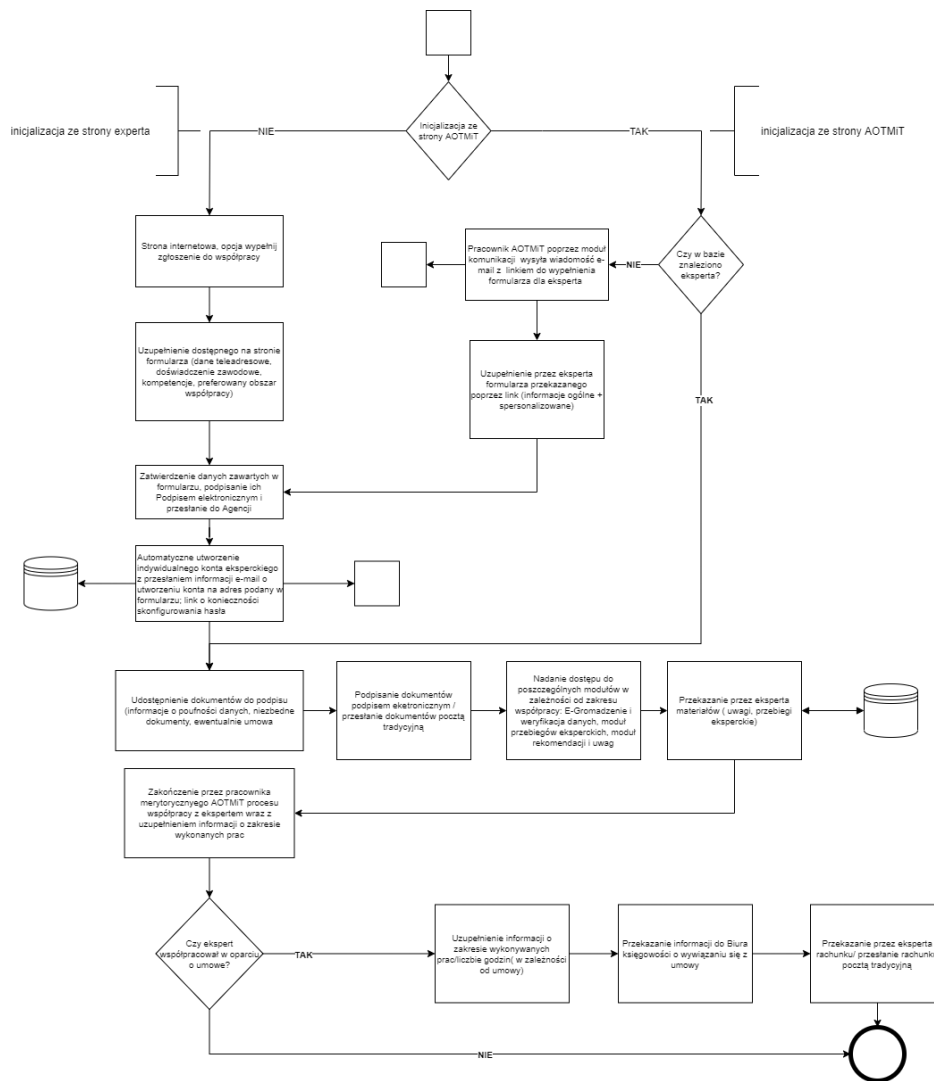 Inicjalizacja ze
strony AOTMiT
NIE
TAK
inicjalizacja ze strony experta
inicjalizacja ze strony AOTMiT
Strona internetowa, opcja wypełnij
zgłoszenie do współpracy
Pracownik AOTMiT poprzez moduł
komunikacji wysyła wiadomość e-
mail z linkiem do wypełnienia
formularza dla eksperta
NIE
Czy w bazie
znaleziono
eksperta?
Uzupełnienie dostępnego na stronie
formularza (dane teleadresowe,
doświadczenie zawodowe,
kompetencje, preferowany obszar
współpracy)
Uzupełnienie przez eksperta
formularza przekazanego
poprzez link (informacje ogólne +
spersonalizowane)
TAK
Zatwierdzenie danych zawartych w
formularzu, podpisanie ich
Podpisem elektronicznym i
przesłanie do Agencji
Automatyczne utworzenie
indywidualnego konta eksperckiego
z przesłaniem informacji e-mail o
utworzeniu konta na adres podany w
formularzu; link o konieczności
skonfigurowania hasła
Udostępnienie dokumentów do podpisu
(informacje o poufności danych, niezbedne
dokumenty, ewentualnie umowa
Podpisanie dokumentów
podpisem eketronicznym /
przesłanie dokumentów pocztą
tradycyjną
Nadanie dostępu do
poszczególnych modułów w
zależności od zakresu
współpracy: E-Gromadzenie i
weryfikacja danych, moduł
przebiegów eksperckich, moduł
rekomendacji i uwag
Przekazanie przez eksperta
materiałów ( uwagi, przebiegi
eksperckie)
Zakończenie przez pracownika
merytorycznego AOTMiT procesu
współpracy z ekspertem wraz z
uzupełnieniem informacji o zakresie
wykonanych prac
Czy ekspert
współpracował w oparciu
o umowe?
TAK
Uzupełnienie informacji o
zakresie wykonywanych
prac/liczbie godzin( w zależności
od umowy)
Przekazanie informacji do Biura
księgowości o wywiązaniu się z
umowy
Przekazanie przez eksperta
rachunku/ przesłanie rachunku
pocztą tradycyjną
NIE